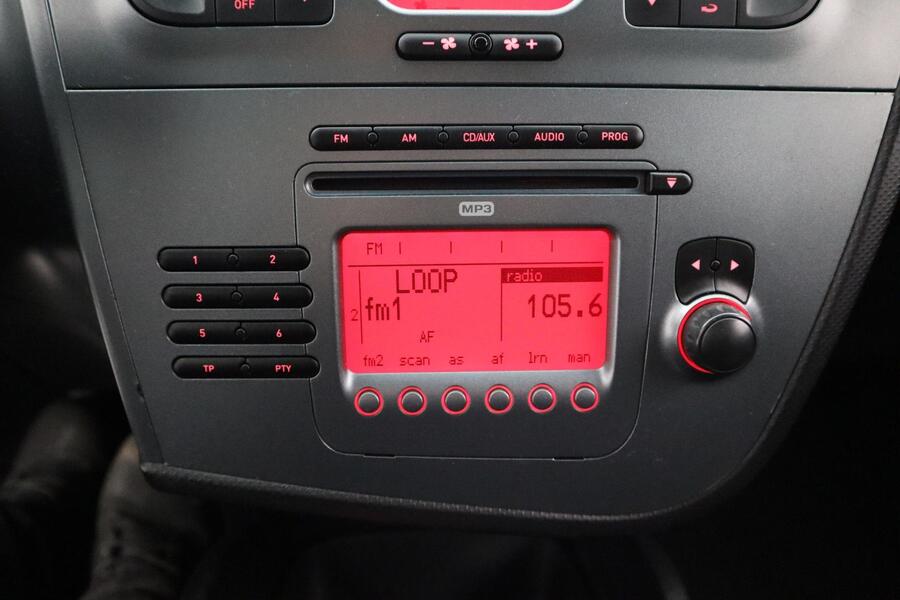 OFF
− +
FM AM CD/AUX AUDIO PROG
MP3
FM
LOOP radio
2 fm1 105.6
AF
fm2 scan as af lrn man
1 2
3 4
5 6
TP PTY